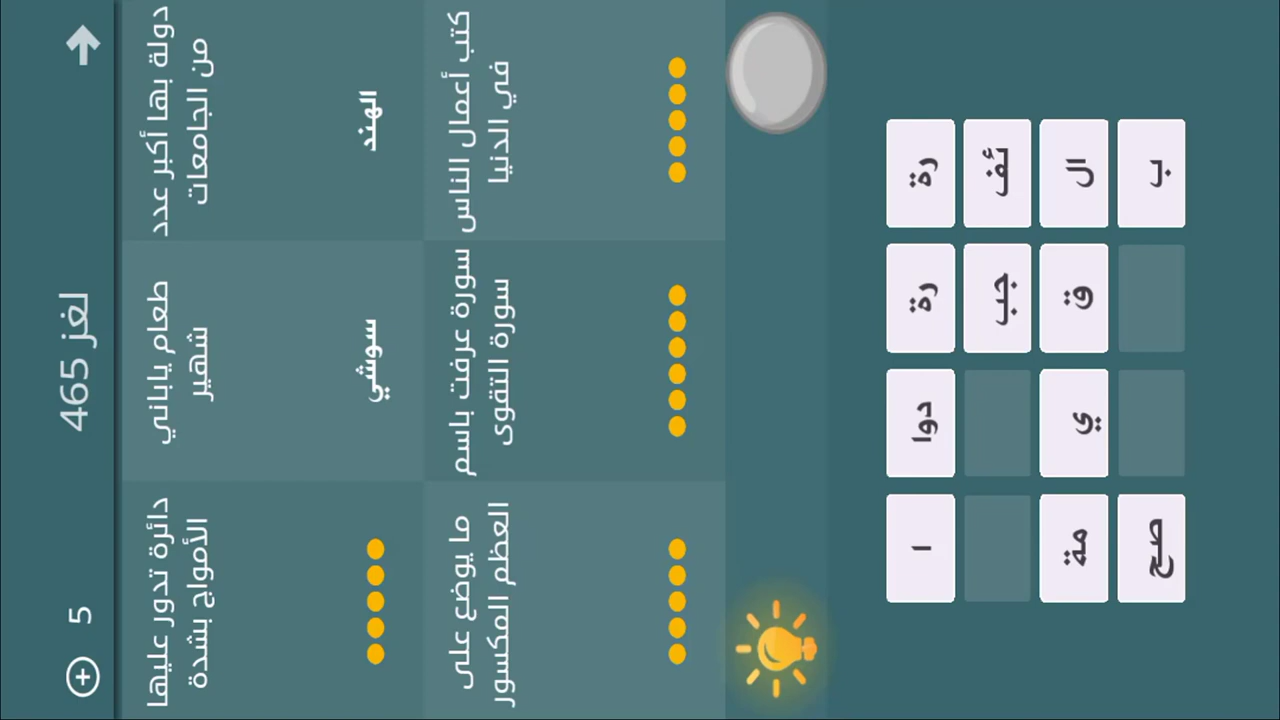 لغز 465
5
دولة بها أكبر عدد
من الجامعات
الهند
طعام ياباني
شهير
سوشي
دائرة تدور عليها
الأمواج بشدة
كتب أعمال الناس
في الدنيا
سورة عرفت باسم
سورة التقوى
ما يوضع على
العظم المكسور
رة
رة
دوا
ا
ئف
جب
ال
ق
ي
مة
ب
صح